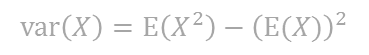 var(X) = E(X²) − (E(X))²